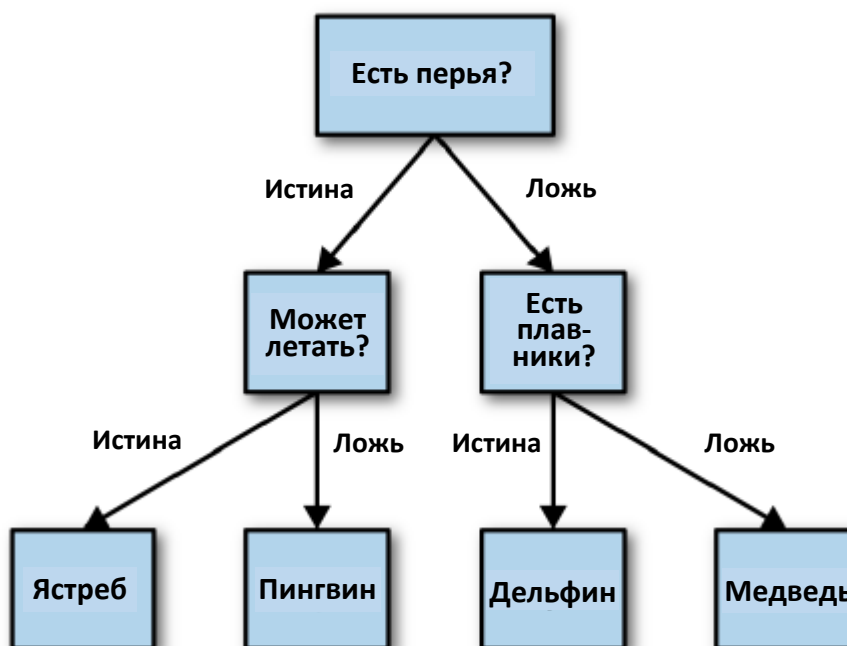 Есть перья?
Истина
Ложь
Может
летать?
Есть
плав-
ники?
Истина
Ложь
Истина
Ложь
Ястреб
Пингвин
Дельфин
Медведь